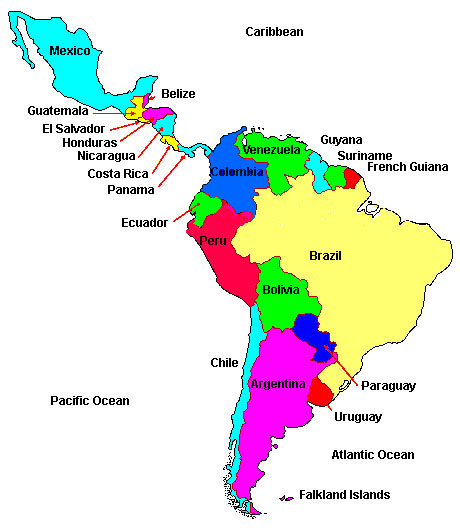 Caribbean
Mexico
Belize
Guatemala
El Salvador
Honduras
Nicaragua
Costa Rica
Panama
Venezuela
Guyana
Suriname
French Guiana
Colombia
Ecuador
Peru
Brazil
Bolivia
Chile
Argentina
Paraguay
Pacific Ocean
Uruguay
Atlantic Ocean
Falkland Islands